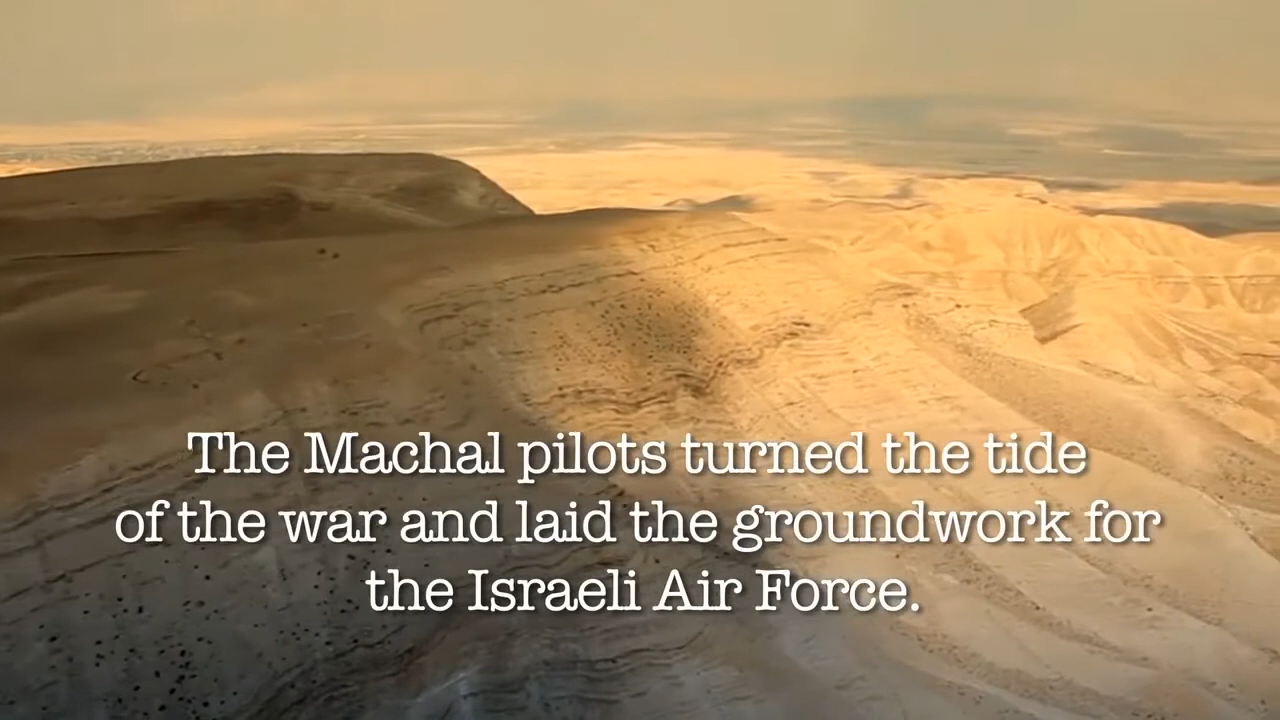 The Machal pilots turned the tide
of the war and laid the groundwork for
the Israeli Air Force.